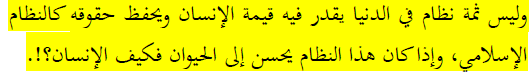 وليس ثمة نظام في الدنيا يقدر فيه قيمة الإنسان ويحفظ حقوقه كالنظام
الإسلامي، وإذا كان هذا النظام يحسن إلى الحيوان فكيف الإنسان؟!.